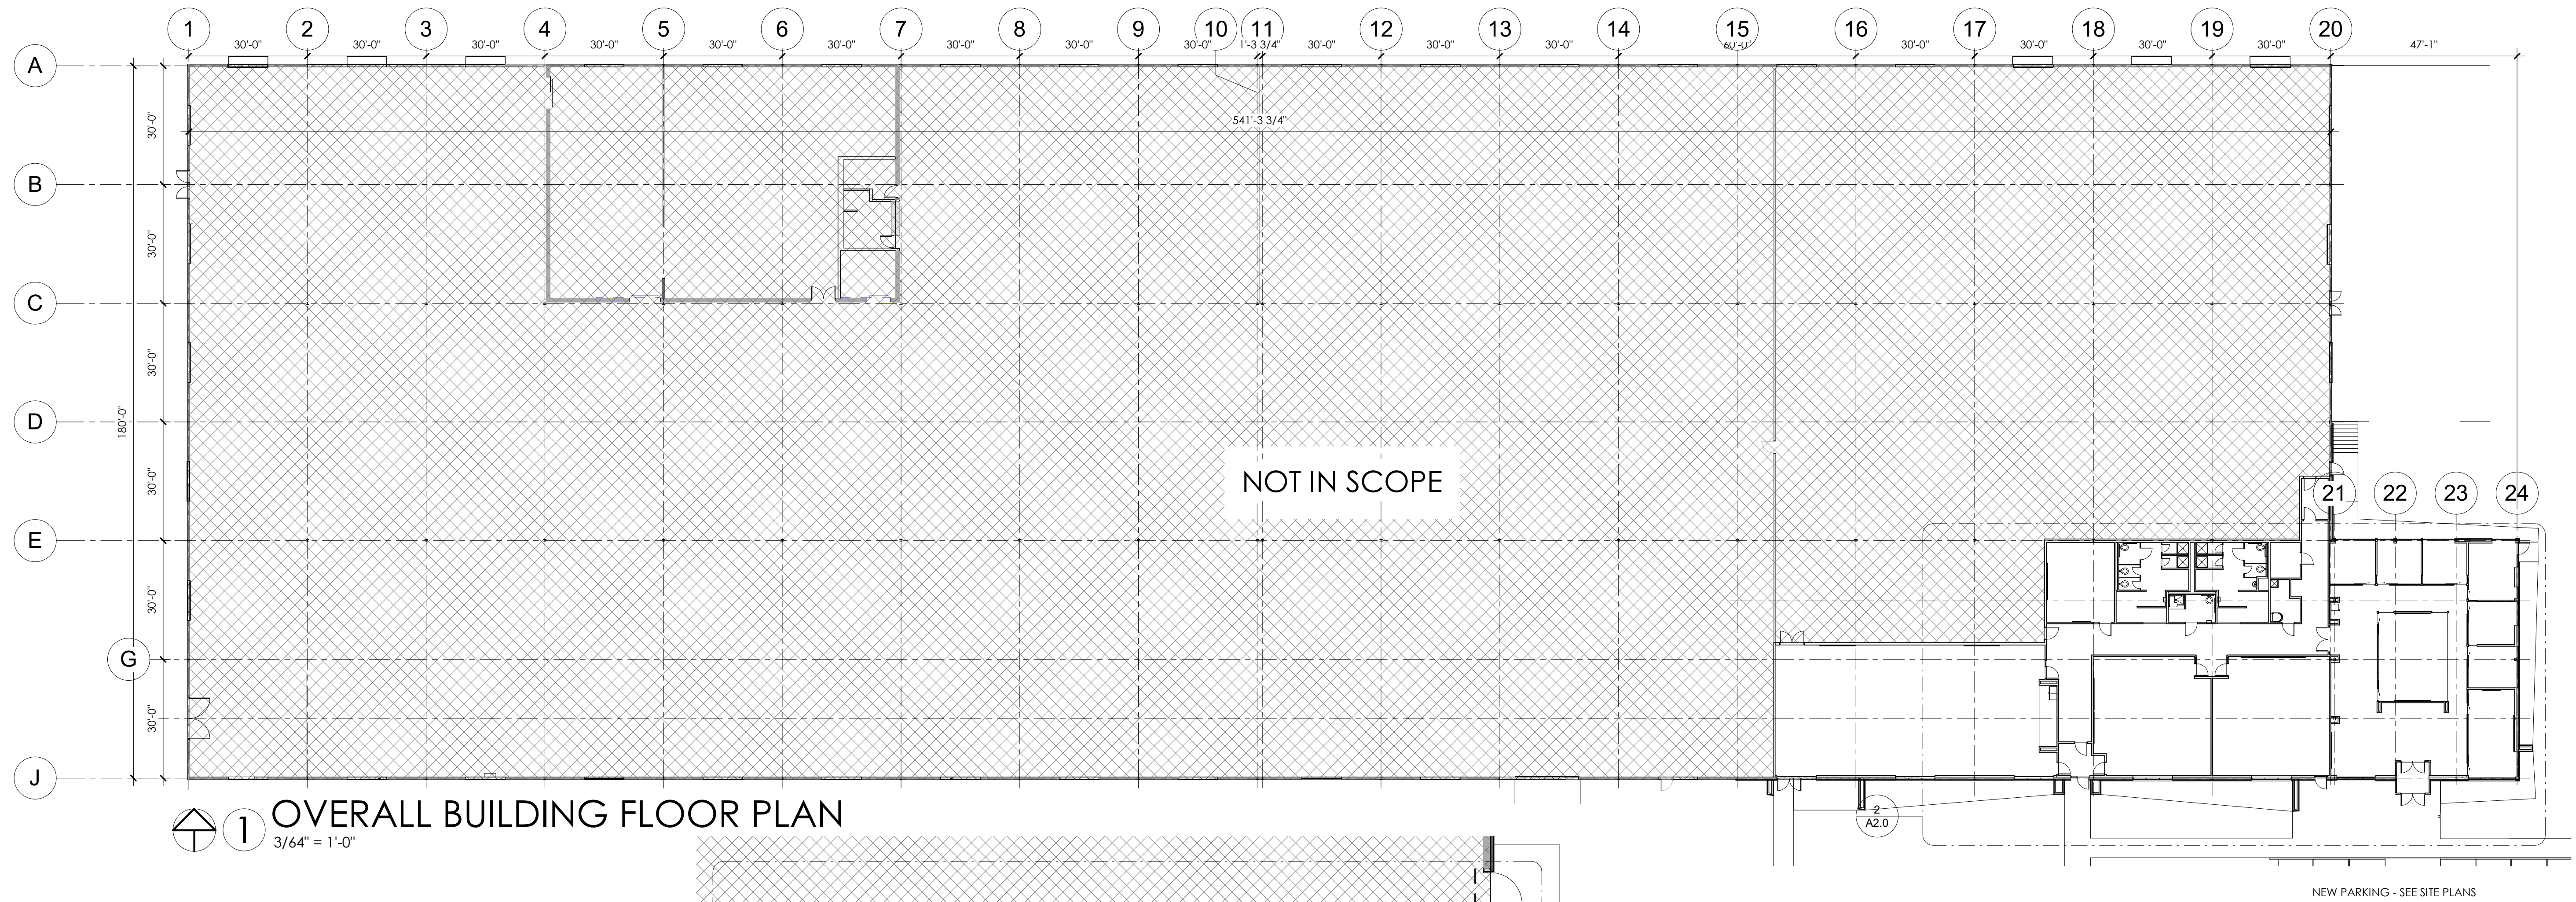 1 2 3 4 5 6 7 8 9 10 11 12 13 14 15 16 17 18 19 20
30'-0" 30'-0" 30'-0" 30'-0" 30'-0" 30'-0" 30'-0" 30'-0" 30'-0" 1'-3 3/4" 30'-0" 30'-0" 30'-0" 60'-0" 30'-0" 30'-0" 30'-0" 30'-0" 47'-1"
A
541'-3 3/4"
30'-0"
B
30'-0"
C
30'-0"
D
180'-0"
NOT IN SCOPE
30'-0"
21 22 23 24
E
30'-0"
G
30'-0"
J
1 OVERALL BUILDING FLOOR PLAN
3/64" = 1'-0"
2
A2.0
NEW PARKING - SEE SITE PLANS